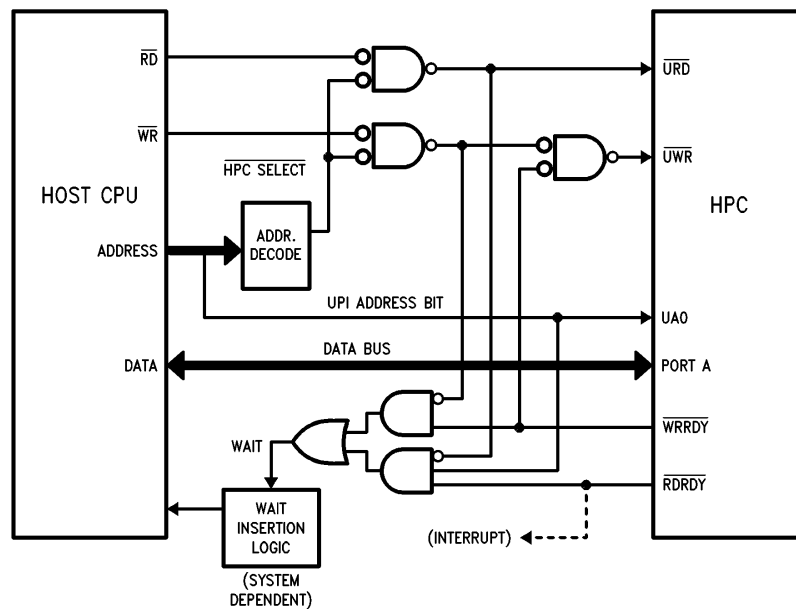 RD
URD
WR
UWR
HPC SELECT
HOST CPU
HPC
ADDRESS
ADDR.
DECODE
UPI ADDRESS BIT
UA0
DATA BUS
DATA
PORT A
WRRDY
WAIT
RDRDY
WAIT
INSERTION
LOGIC
(INTERRUPT)
(SYSTEM
DEPENDENT)